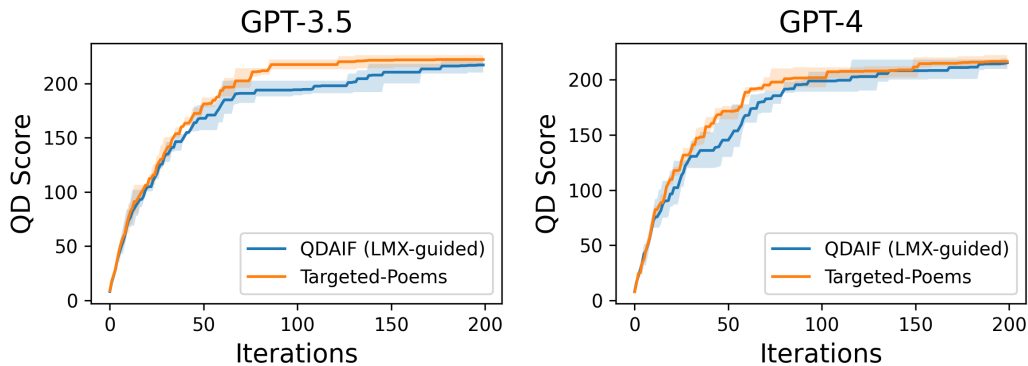 GPT-3.5
QD Score
200
150
100
50
0
QDAIF (LMX-guided)
Targeted-Poems
0 50 100 150 200
Iterations
GPT-4
QD Score
200
150
100
50
0
QDAIF (LMX-guided)
Targeted-Poems
0 50 100 150 200
Iterations